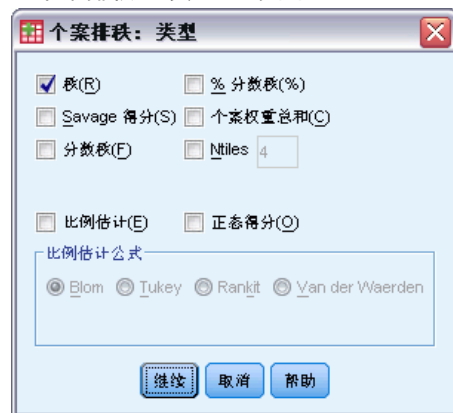 个案排秩：类型
秩(R) % 分数秩(%)
Savage 得分(S) 个案权重总和(C)
分数秩(F) Ntiles 4
比例估计(E) 正态得分(O)
比例估计公式
Blom Tukey Rankit Van der Waerden
继续 取消 帮助